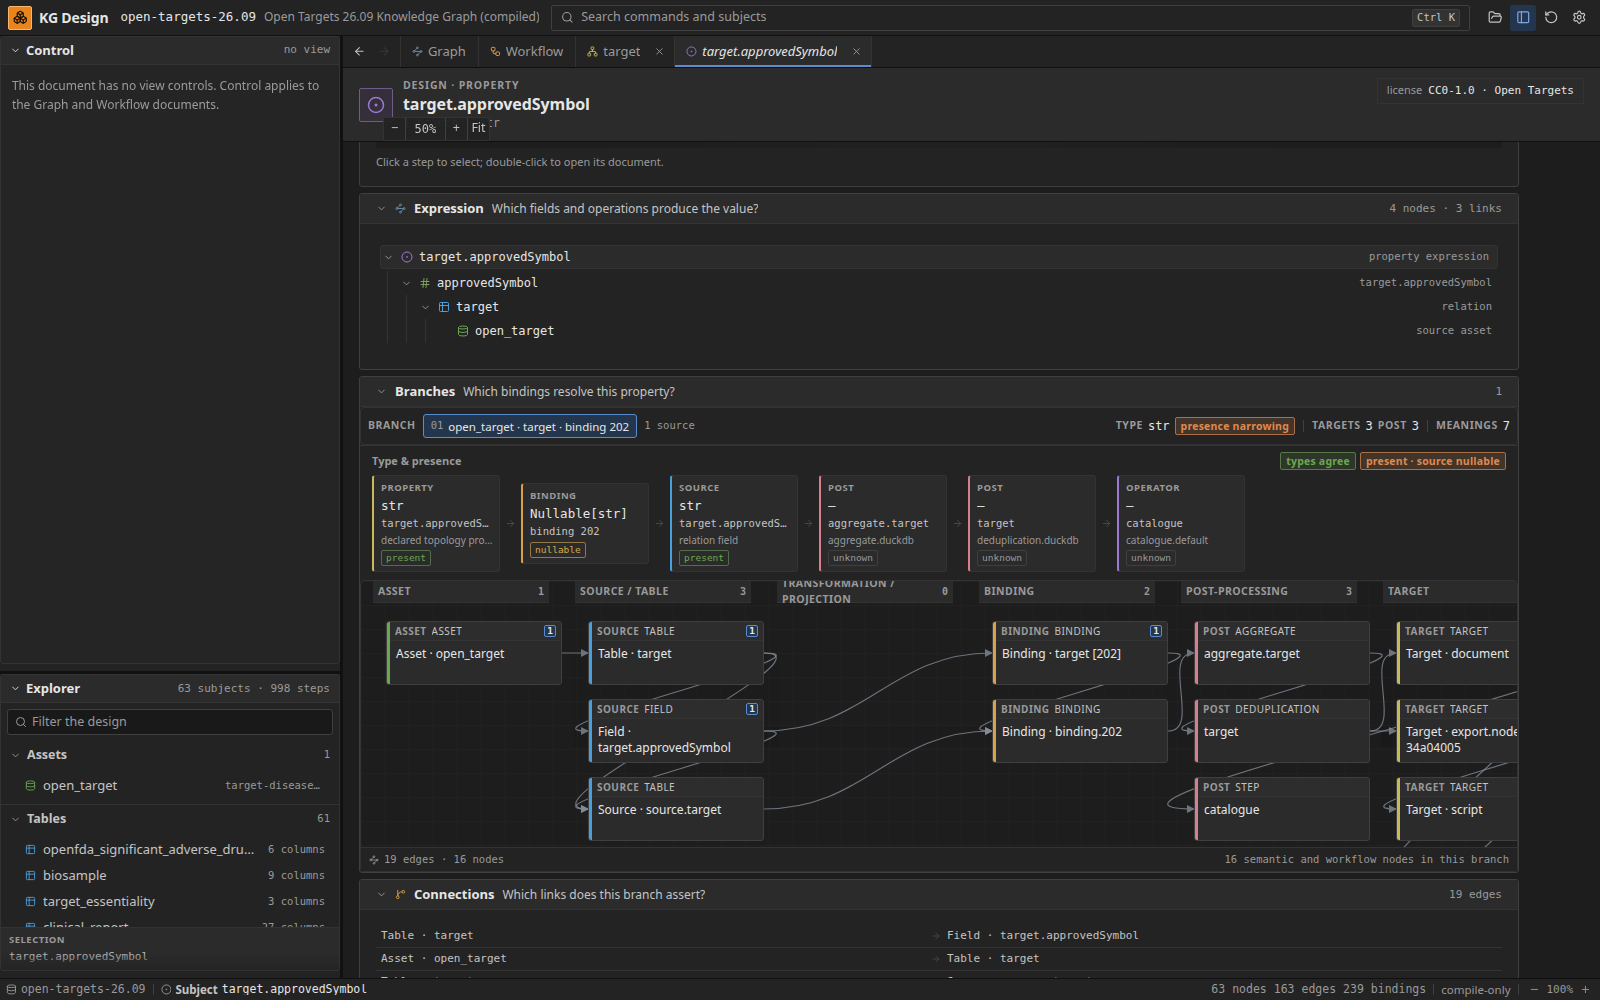 KG Design open-targets-26.09 Open Targets 26.09 Knowledge Graph (compiled) Search commands and subjects Ctrl K
Control no view
This document has no view controls. Control applies to
the Graph and Workflow documents.
Graph Workflow target target.approvedSymbol
DESIGN · PROPERTY
target.approvedSymbol
license CC0-1.0 · Open Targets
− 50% + Fit
Click a step to select; double-click to open its document.
Expression Which fields and operations produce the value? 4 nodes · 3 links
target.approvedSymbol property expression
approvedSymbol target.approvedSymbol
target relation
open_target source asset
Branches Which bindings resolve this property? 1
BRANCH 01 open_target · target · binding 202 1 source TYPE str presence narrowing TARGETS 3 POST 3 MEANINGS 7
Type & presence types agree present · source nullable
PROPERTY
str
target.approvedS…
declared topology pro…
present
BINDING
Nullable[str]
binding 202
nullable
SOURCE
str
target.approvedS…
relation field
present
POST
—
aggregate.target
aggregate.duckdb
unknown
POST
—
target
deduplication.duckdb
unknown
OPERATOR
—
catalogue
catalogue.default
unknown
ASSET 1 SOURCE / TABLE 3 TRANSFORMATION / PROJECTION 0 BINDING 2 POST-PROCESSING 3 TARGET
ASSET ASSET 1
Asset · open_target
SOURCE TABLE 1
Table · target
SOURCE FIELD 1
Field ·
target.approvedSymbol
SOURCE TABLE
Source · source.target
BINDING BINDING 1
Binding · target [202]
BINDING BINDING
Binding · binding.202
POST AGGREGATE
aggregate.target
POST DEDUPLICATION
target
POST STEP
catalogue
TARGET TARGET
Target · document
TARGET TARGET
Target · export.node
34a04005
TARGET TARGET
Target · script
19 edges · 16 nodes 16 semantic and workflow nodes in this branch
Connections Which links does this branch assert? 19 edges
Table · target → Field · target.approvedSymbol
Asset · open_target → Table · target
Explorer 63 subjects · 998 steps
Filter the design
Assets 1
open_target target-disease…
Tables 61
openfda_significant_adverse_dru… 6 columns
biosample 9 columns
target_essentiality 3 columns
clinical_report 27 columns
SELECTION
target.approvedSymbol
open-targets-26.09 Subject target.approvedSymbol 63 nodes 163 edges 239 bindings compile-only − 100% +